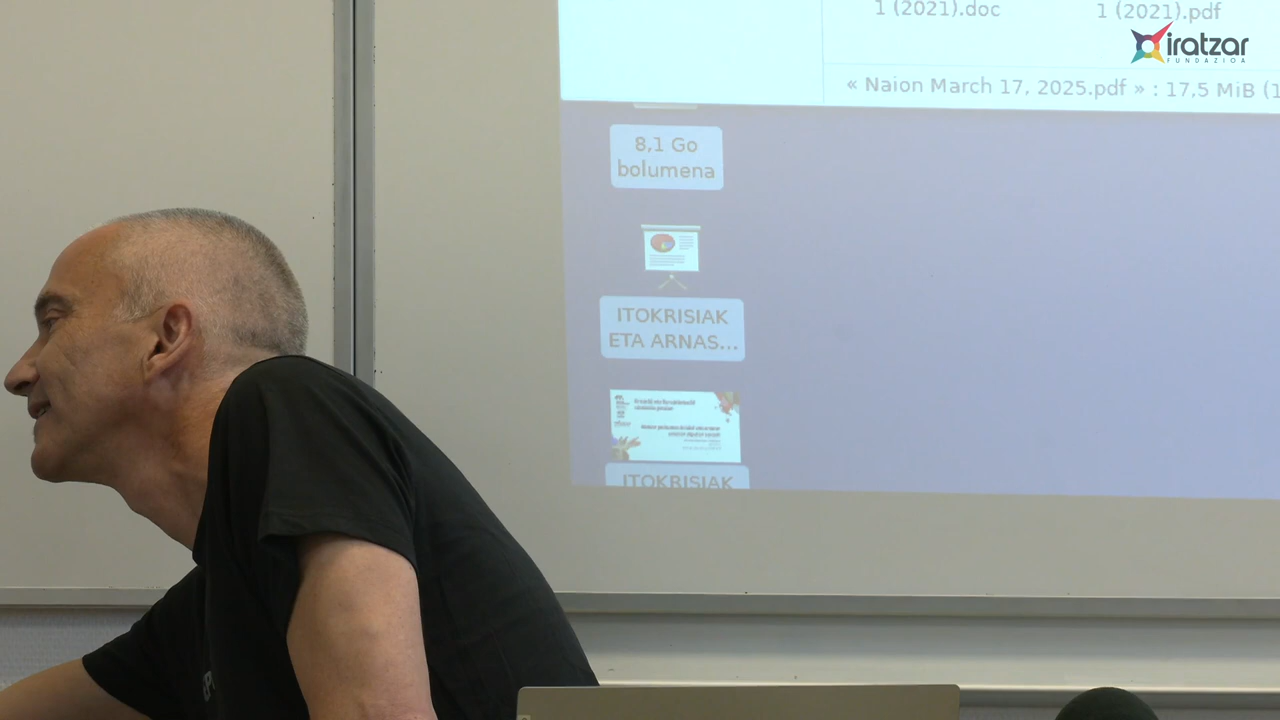 1 (2021).doc
1 (2021).pdf
iratzar
FUNDAZIOA
« Naion March 17, 2025.pdf » : 17,5 MiB (1
8,1 Go
bolumena
ITOKRISIAK
ETA ARNAS...
ITOKRISIAK